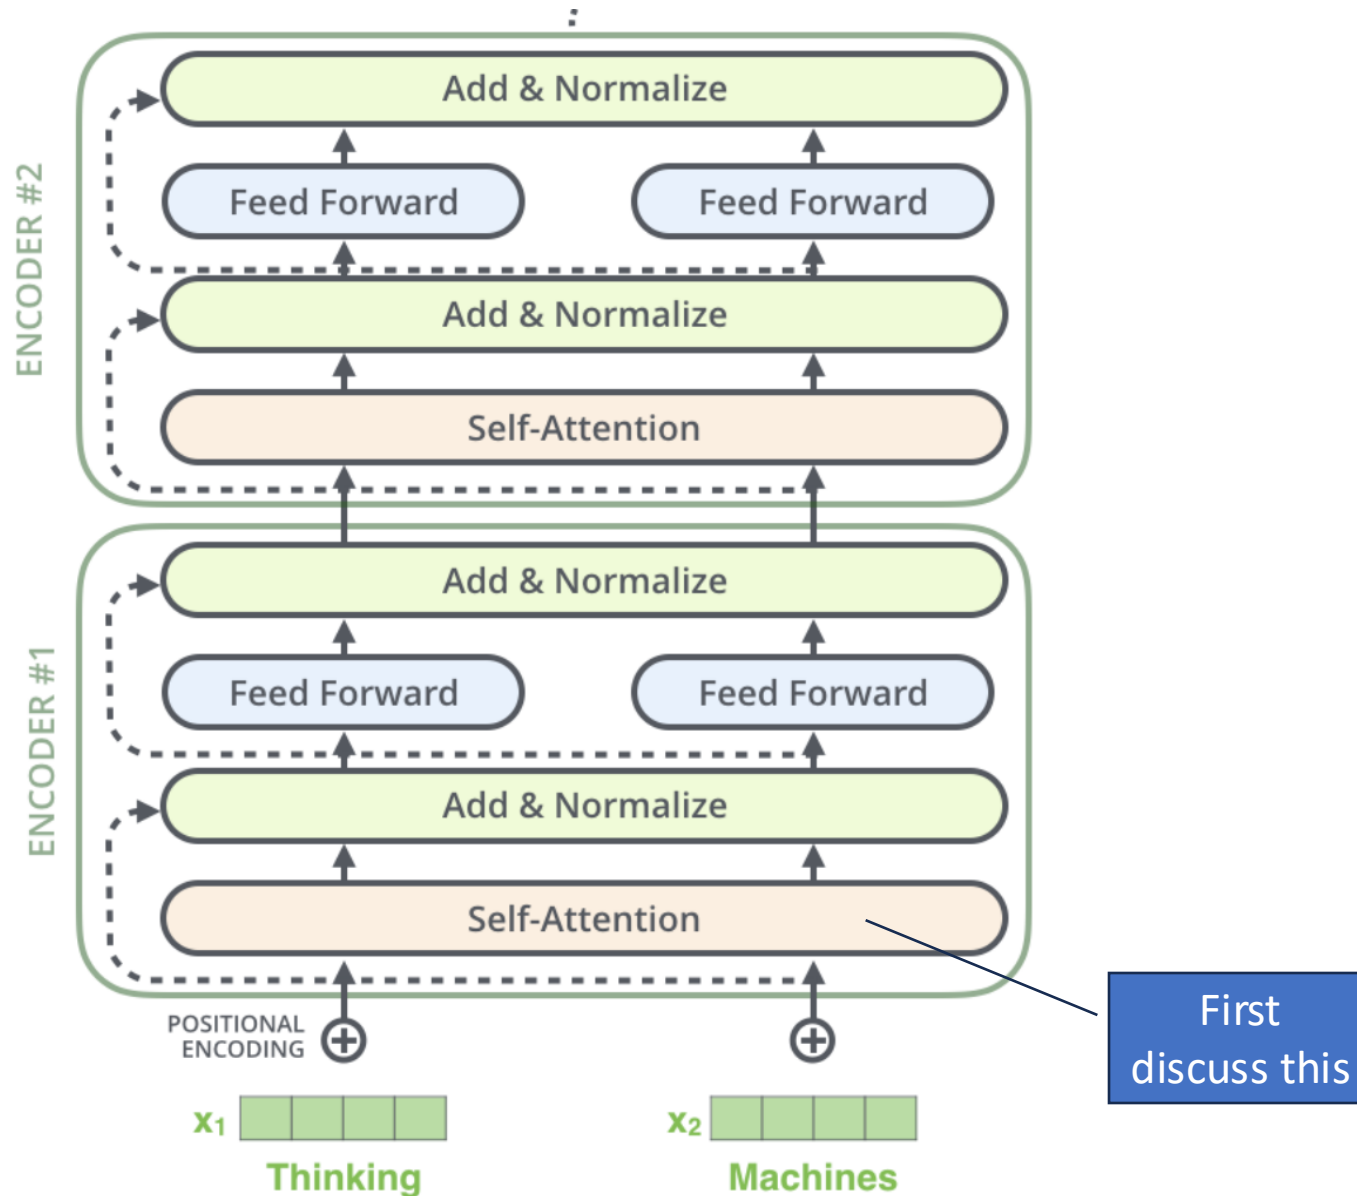 Add & Normalize
Feed Forward
Feed Forward
Add & Normalize
Self-Attention
ENCODER #2
Add & Normalize
Feed Forward
Feed Forward
Add & Normalize
Self-Attention
ENCODER #1
POSITIONAL
ENCODING
First
discuss this
x₁
x₂
Thinking
Machines